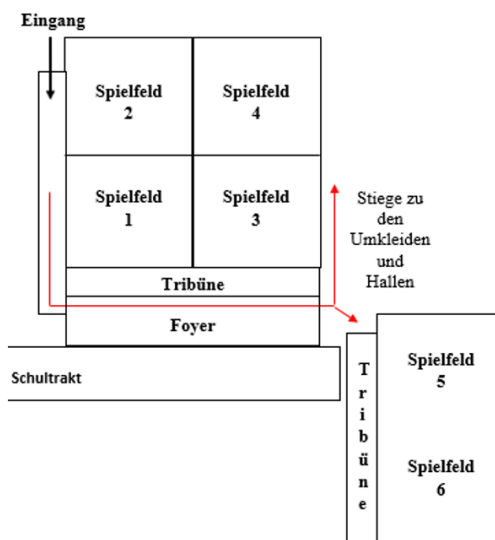 Eingang
Spielfeld
2
Spielfeld
4
Spielfeld
1
Spielfeld
3
Stiege zu
den
Umkleiden
und
Hallen
Tribüne
Foyer
Schultrakt
Tribüne
Spielfeld
5
Spielfeld
6